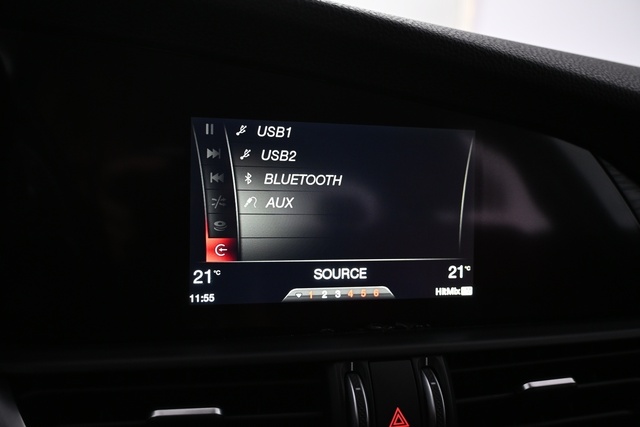 USB1
USB2
BLUETOOTH
AUX
21°C
SOURCE
21°C
11:55
1 2 3 4 5 6
HitMix